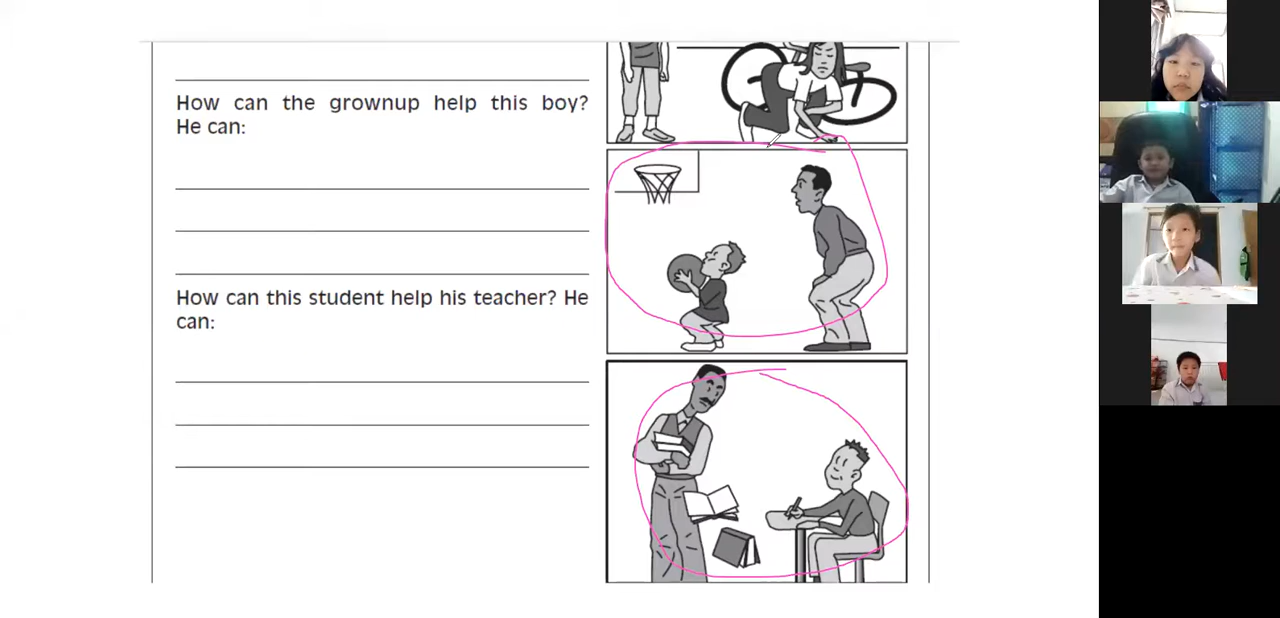 How can the grownup help this boy?
He can:
How can this student help his teacher? He
can: